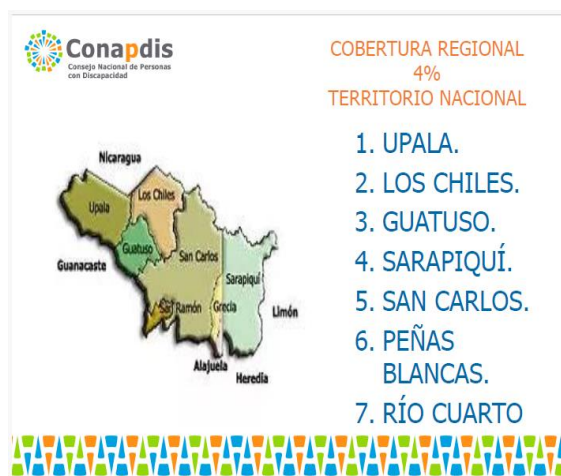 Conapdis
Consejo Nacional de Personas
con Discapacidad
COBERTURA REGIONAL
4%
TERRITORIO NACIONAL
1. UPALA.
2. LOS CHILES.
3. GUATUSO.
4. SARAPIQUÍ.
5. SAN CARLOS.
6. PEÑAS
BLANCAS.
7. RÍO CUARTO
Nicaragua
Los Chiles
Upala
Guatuso
San Carlos
Guanacaste
Sarapiquí
San Ramón
Grecia
Limón
Alajuela
Heredia